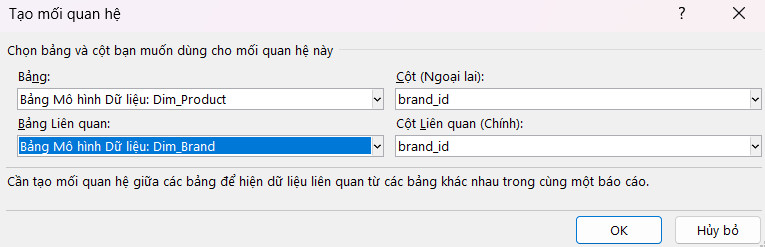 Tạo mối quan hệ
Chọn bảng và cột bạn muốn dùng cho mối quan hệ này
Bảng: Cột (Ngoại lai):
Bảng Mô hình Dữ liệu: Dim_Product brand_id
Bảng Liên quan: Cột Liên quan (Chính):
Bảng Mô hình Dữ liệu: Dim_Brand brand_id
Cần tạo mối quan hệ giữa các bảng để hiện dữ liệu liên quan từ các bảng khác nhau trong cùng một báo cáo.
OK Hủy bỏ